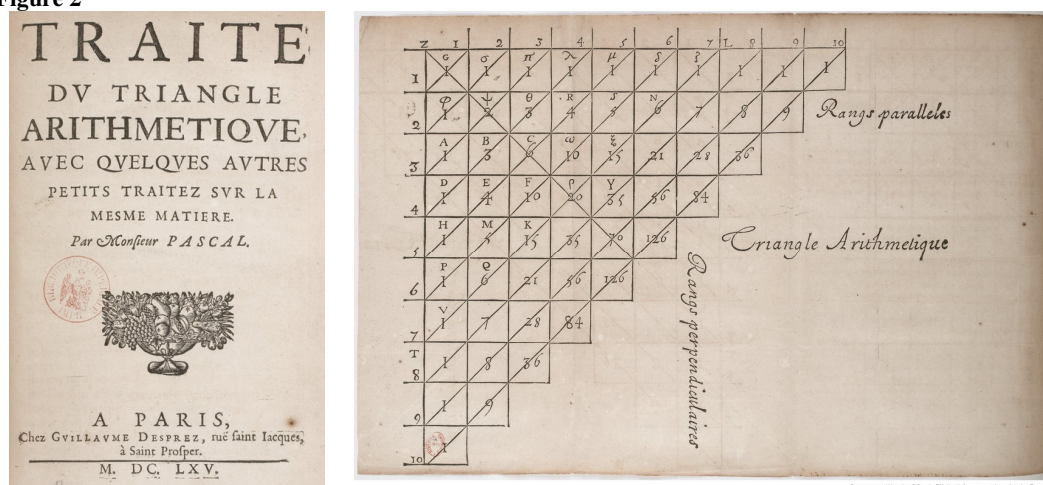 Figure 2
TRAITE
DV TRIANGLE
ARITHMETIQVE,
AVEC QVELQVES AVTRES
PETITS TRAITEZ SVR LA
MESME MATIERE.
Par Monsieur PASCAL.
A PARIS,
Chez GVILLAVME DESPREZ, ruë saint Iacques,
à Saint Prosper.
M. DC. LXV.
Z 1 2 3 4 5 6 7 L 8 9 10
G σ π λ μ δ ζ
1 1 1 1 1 1 1 1 1 1 1
φ ψ θ R S N
2 1 2 3 4 5 6 7 8 9
Rangs paralleles
A B C ω ξ
3 1 3 6 10 15 21 28 36
D E F ρ Y
4 1 4 10 20 35 56 84
H M K
5 1 5 15 35 70 126
Triangle Arithmetique
P Q
6 1 6 21 56 126
V
7 1 7 28 84
T
8 1 8 36
9 1 9
10 1
Rangs perpendiculaires